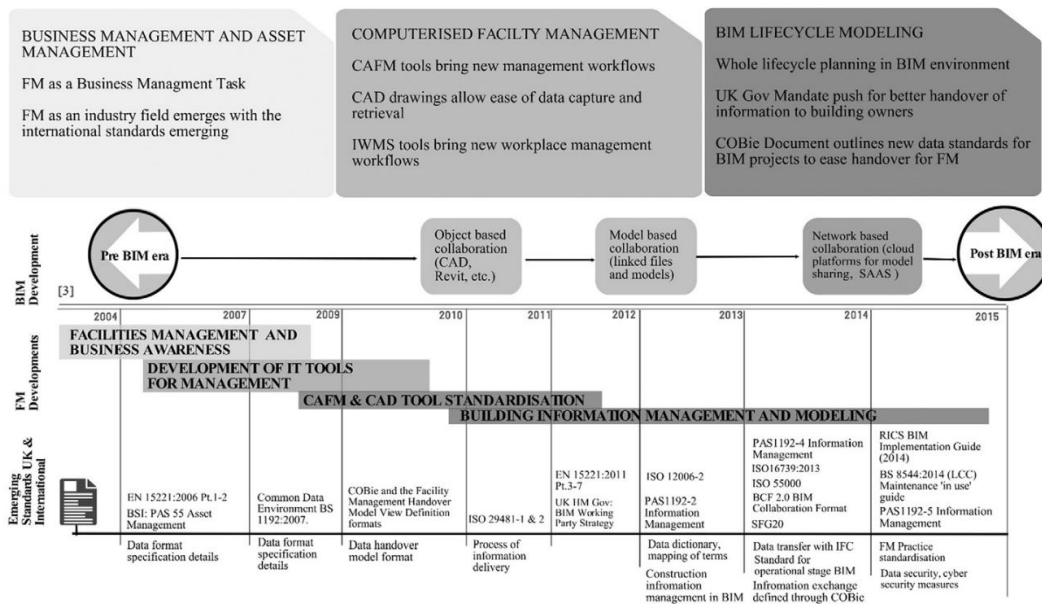 BUSINESS MANAGEMENT AND ASSET
MANAGEMENT
FM as a Business Managment Task
FM as an industry field emerges with the
international standards emerging
COMPUTERISED FACILTY MANAGEMENT
CAFM tools bring new management workflows
CAD drawings allow ease of data capture and
retrieval
IWMS tools bring new workplace management
workflows
BIM LIFECYCLE MODELING
Whole lifecycle planning in BIM environment
UK Gov Mandate push for better handover of
information to building owners
COBie Document outlines new data standards for
BIM projects to ease handover for FM
BIM
Development
Pre BIM era
Object based
collaboration
(CAD,
Revit, etc.)
Model based
collaboration
(linked files
and models)
Network based
collaboration (cloud
platforms for model
sharing, SAAS )
Post BIM era
[3]
2004
2007
2009
2010
2011
2012
2013
2014
2015
FM
Developments
FACILITIES MANAGEMENT AND
BUSINESS AWARENESS
DEVELOPMENT OF IT TOOLS
FOR MANAGEMENT
CAFM & CAD TOOL STANDARDISATION
BUILDING INFORMATION MANAGEMENT AND MODELING
Emerging
Standards UK &
International
EN 15221:2006 Pt.1-2
BSI: PAS 55 Asset
Management
Common Data
Environment BS
1192:2007.
COBie and the Facility
Management Handover
Model View Definition
formats
ISO 29481-1 & 2
EN 15221:2011
Pt.3-7
UK HM Gov:
BIM Working
Party Strategy
ISO 12006-2
PAS1192-2
Information
Management
PAS1192-4 Information
Management
ISO16739:2013
ISO 55000
BCF 2.0 BIM
Collaboration Format
SFG20
RICS BIM
Implementation Guide
(2014)
BS 8544:2014 (LCC)
Maintenance 'in use'
guide
PAS1192-5 Information
Management
Data format
specification details
Data format
specification
details
Data handover
model format
Process of
information
delivery
Data dictionary,
mapping of terms
Construction
infromation
management in BIM
Data transfer with IFC
Standard for
operational stage BIM
Infromation exchange
defined through COBie
FM Practice
standardisation
Data security, cyber
security measures